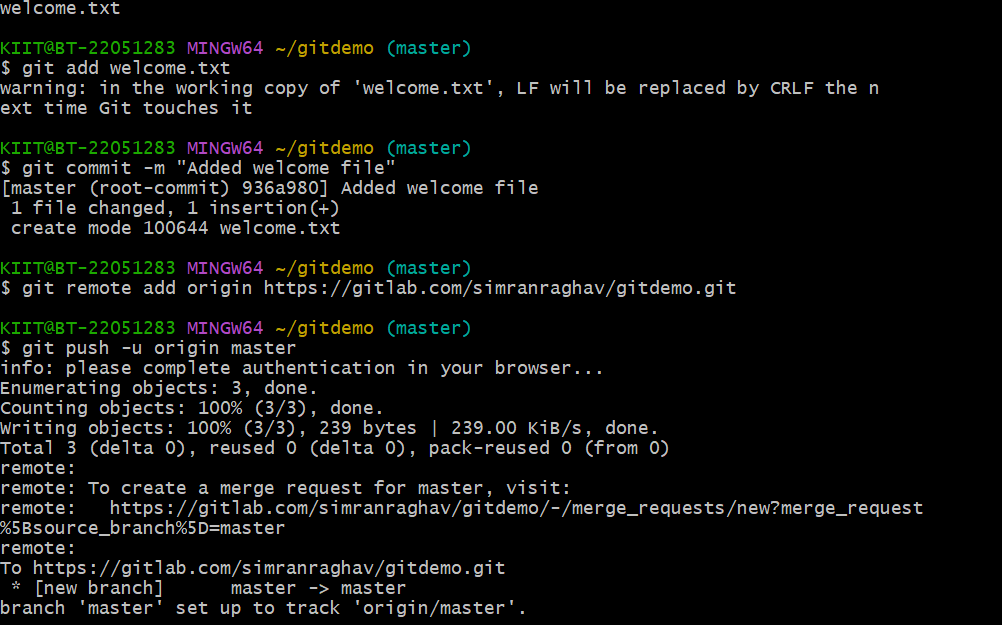 welcome.txt
KIIT@BT-22051283 MINGW64 ~/gitdemo (master)
$ git add welcome.txt
warning: in the working copy of 'welcome.txt', LF will be replaced by CRLF the n
ext time Git touches it
KIIT@BT-22051283 MINGW64 ~/gitdemo (master)
$ git commit -m "Added welcome file"
[master (root-commit) 936a980] Added welcome file
 1 file changed, 1 insertion(+)
 create mode 100644 welcome.txt
KIIT@BT-22051283 MINGW64 ~/gitdemo (master)
$ git remote add origin https://gitlab.com/simranraghav/gitdemo.git
KIIT@BT-22051283 MINGW64 ~/gitdemo (master)
$ git push -u origin master
info: please complete authentication in your browser...
Enumerating objects: 3, done.
Counting objects: 100% (3/3), done.
Writing objects: 100% (3/3), 239 bytes | 239.00 KiB/s, done.
Total 3 (delta 0), reused 0 (delta 0), pack-reused 0 (from 0)
remote:
remote: To create a merge request for master, visit:
remote:   https://gitlab.com/simranraghav/gitdemo/-/merge_requests/new?merge_request
%5Bsource_branch%5D=master
remote:
To https://gitlab.com/simranraghav/gitdemo.git
 * [new branch]      master -> master
branch 'master' set up to track 'origin/master'.